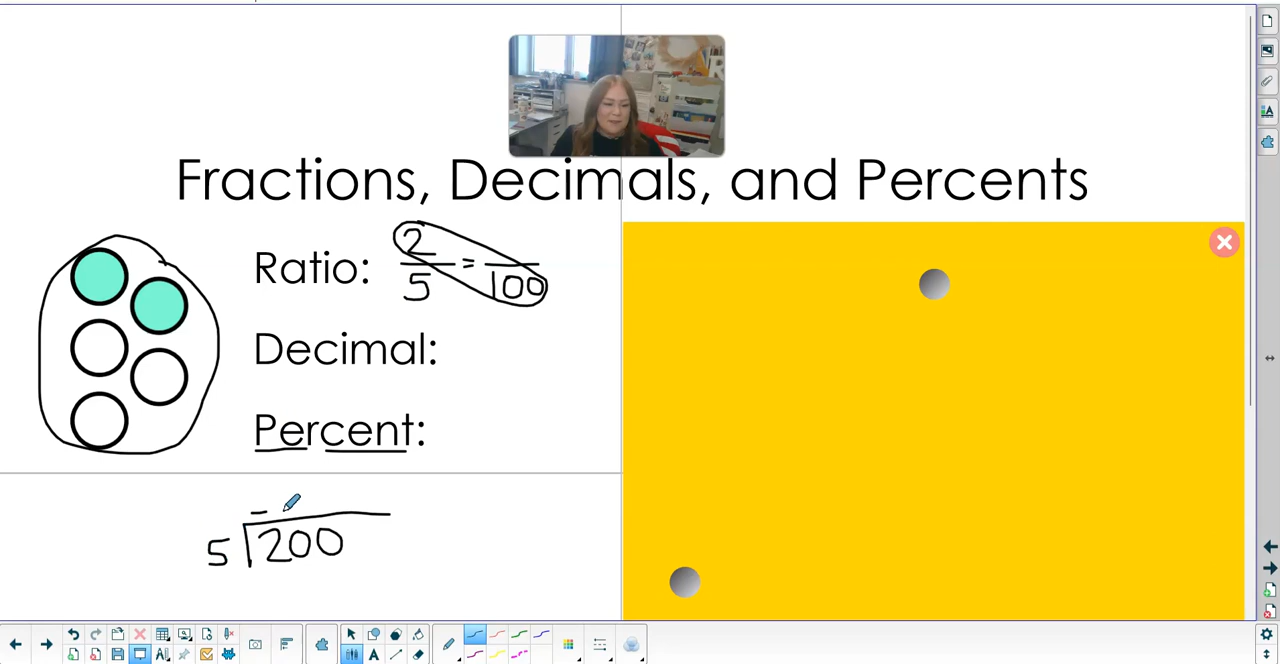 Fractions, Decimals, and Percents
Ratio: 2/5 = /100
Decimal:
Percent:
5 200